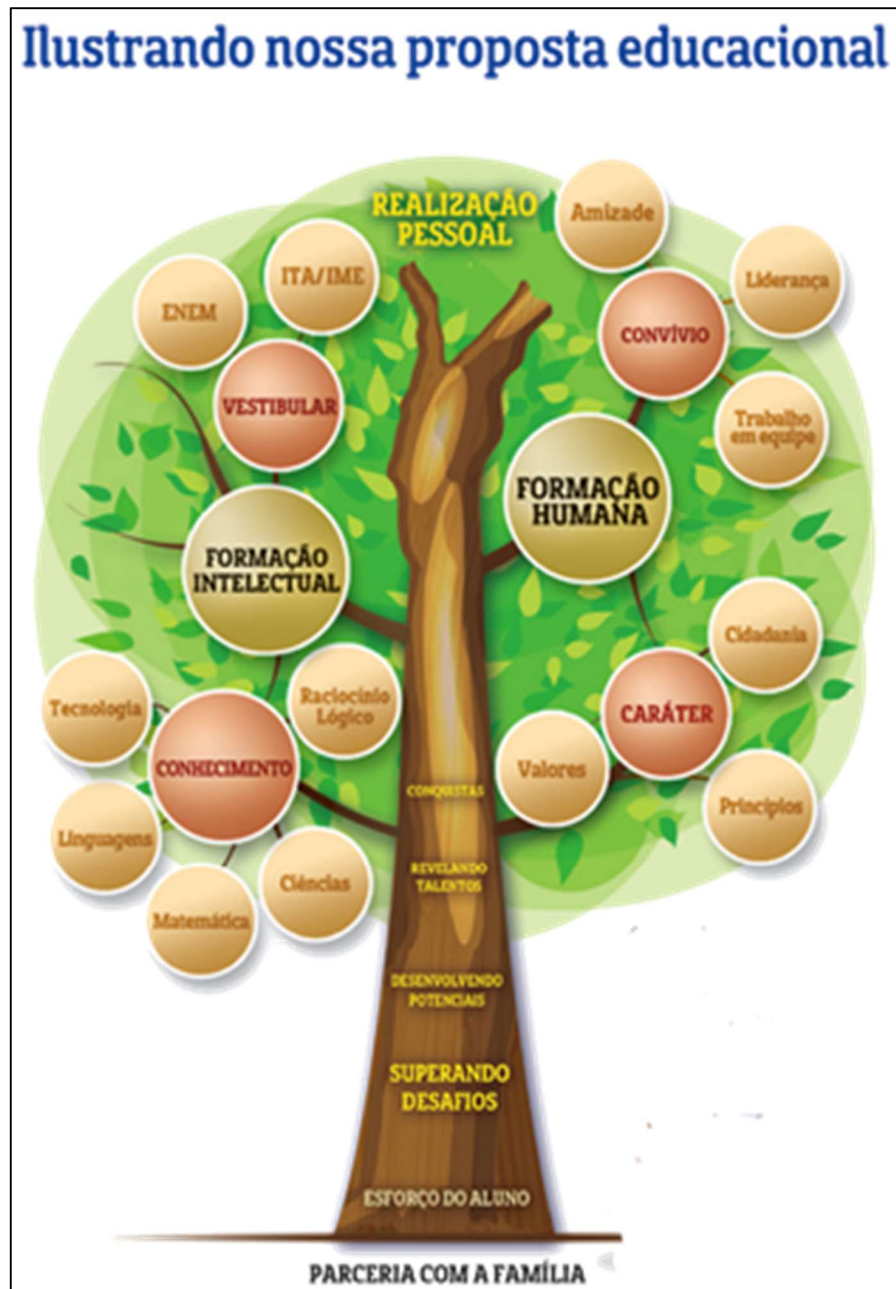 Ilustrando nossa proposta educacional
REALIZAÇÃO
PESSOAL
Amizade
ITA/IME
Liderança
ENEM
CONVÍVIO
VESTIBULAR
Trabalho
em equipe
FORMAÇÃO
HUMANA
FORMAÇÃO
INTELECTUAL
Cidadania
Raciocínio
Lógico
Tecnologia
CARÁTER
CONHECIMENTO
Valores
CONQUISTAS
Princípios
Linguagens
REVELANDO
TALENTOS
Ciências
Matemática
DESENVOLVENDO
POTENCIAIS
SUPERANDO
DESAFIOS
ESFORÇO DO ALUNO
PARCERIA COM A FAMÍLIA